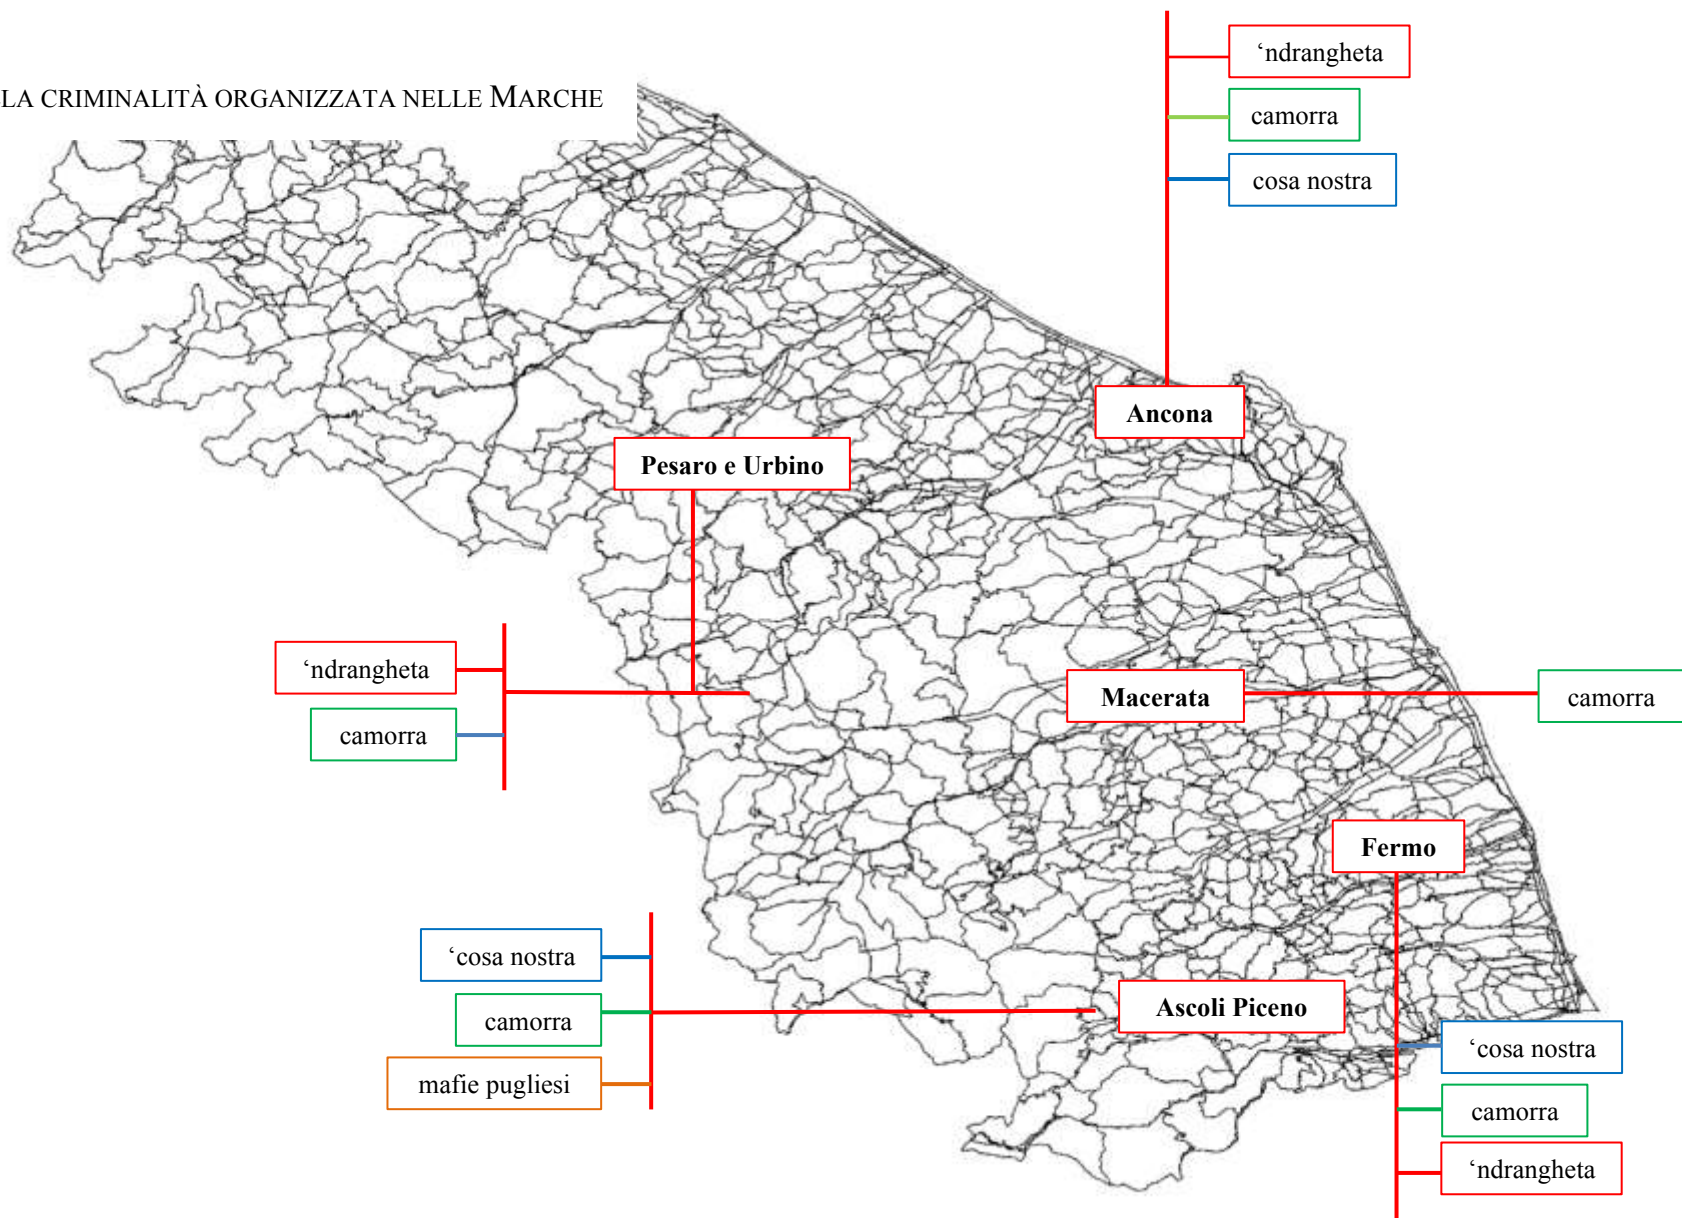 LA CRIMINALITÀ ORGANIZZATA NELLE MARCHE
‘ndrangheta
camorra
cosa nostra
Ancona
Pesaro e Urbino
‘ndrangheta
camorra
Macerata
camorra
Fermo
‘cosa nostra
camorra
mafie pugliesi
Ascoli Piceno
‘cosa nostra
camorra
‘ndrangheta